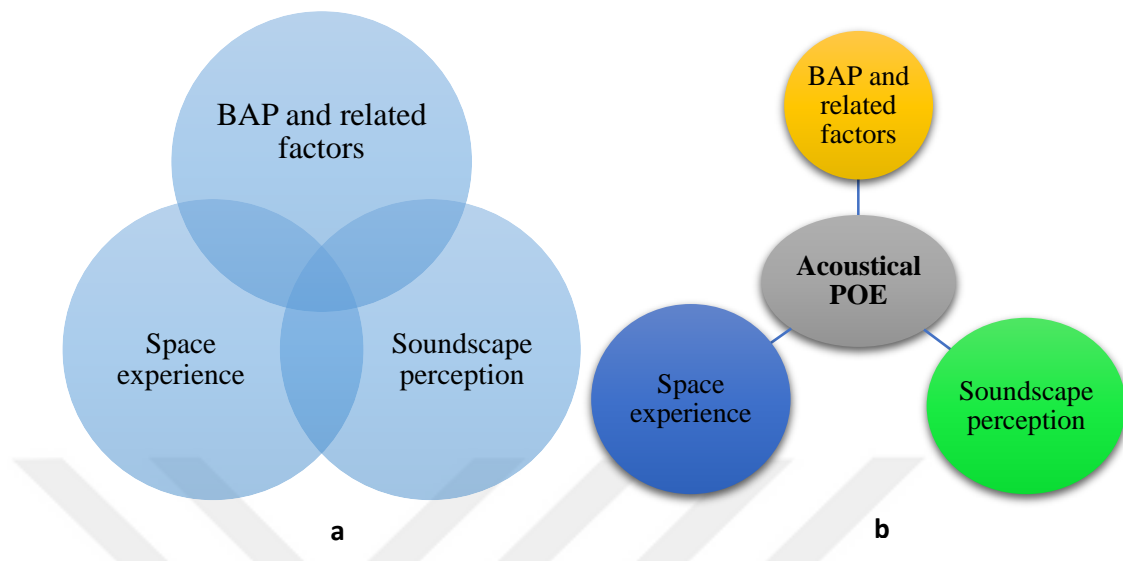 BAP and related
factors
Space
experience
Soundscape
perception
a
BAP and
related
factors
Acoustical
POE
Space
experience
Soundscape
perception
b